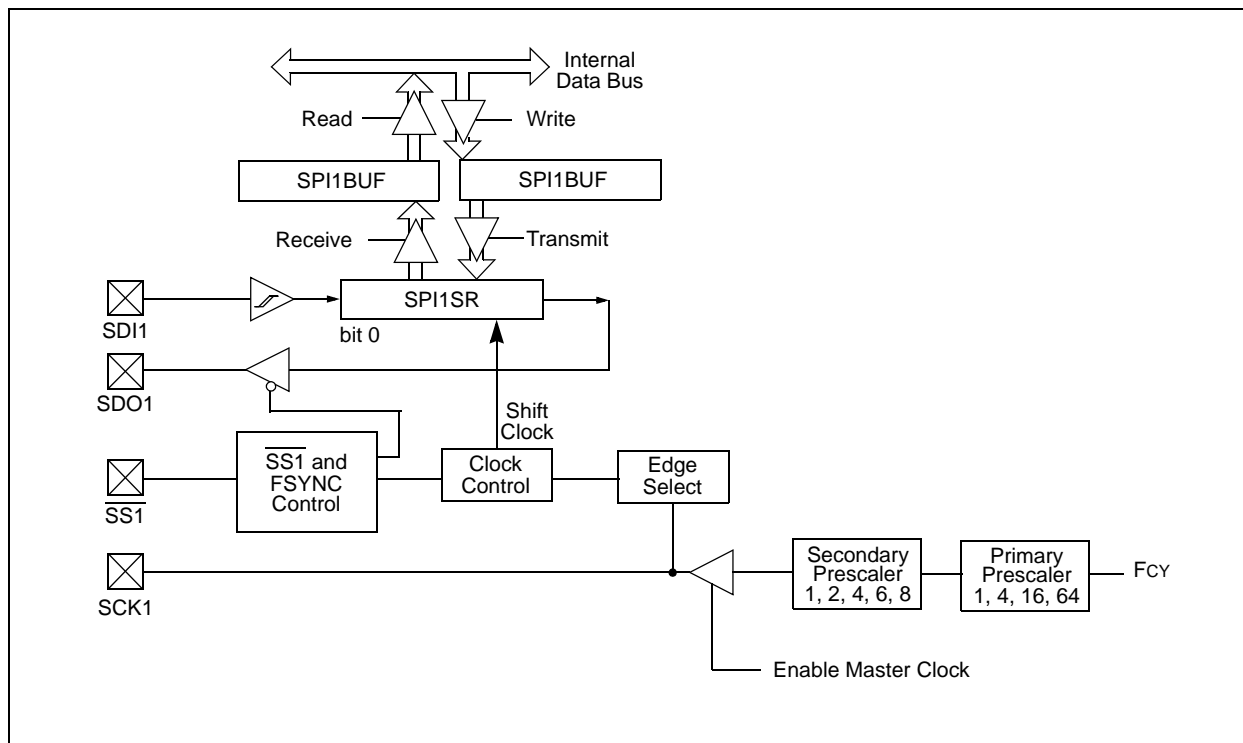 Internal
Data Bus
Read
Write
SPI1BUF
SPI1BUF
Receive
Transmit
SPI1SR
SDI1
bit 0
SDO1
Shift
Clock
SS1 and
FSYNC
Control
Clock
Control
Edge
Select
SS1
Secondary
Prescaler
1, 2, 4, 6, 8
Primary
Prescaler
1, 4, 16, 64
FCY
SCK1
Enable Master Clock